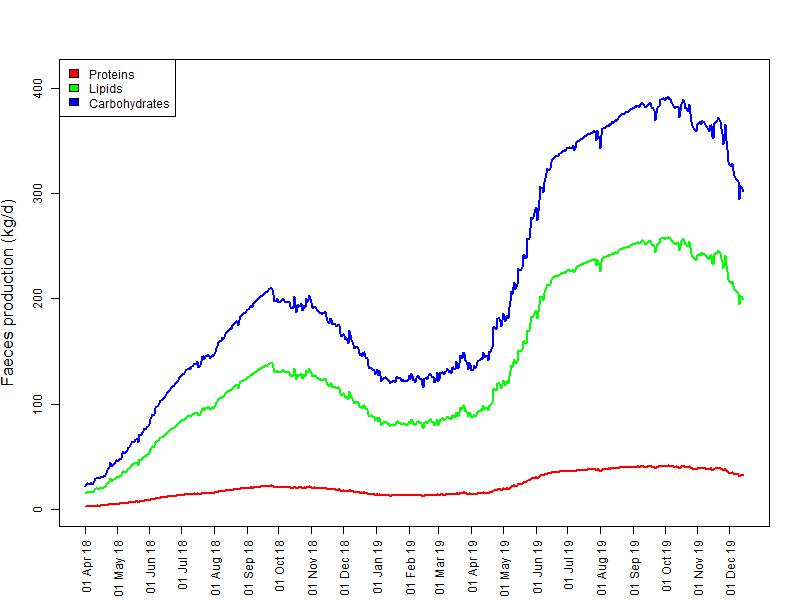 Proteins
Lipids
Carbohydrates
Faeces production (kg/d)
400
300
200
100
0
01 Apr 18
01 May 18
01 Jun 18
01 Jul 18
01 Aug 18
01 Sep 18
01 Oct 18
01 Nov 18
01 Dec 18
01 Jan 19
01 Feb 19
01 Mar 19
01 Apr 19
01 May 19
01 Jun 19
01 Jul 19
01 Aug 19
01 Sep 19
01 Oct 19
01 Nov 19
01 Dec 19